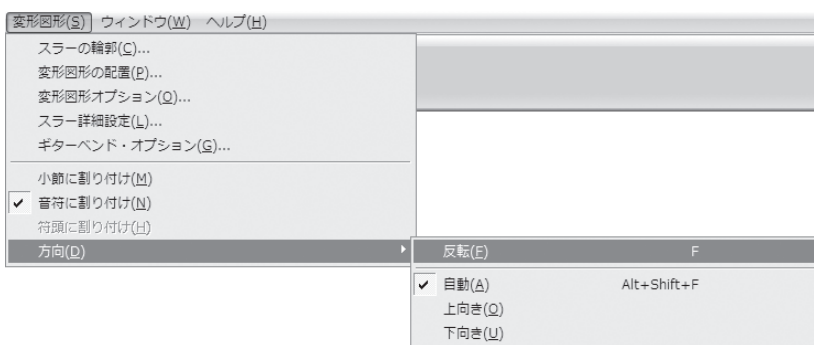 変形図形(S) ウィンドウ(W) ヘルプ(H)
スラーの輪郭(C)...
変形図形の配置(P)...
変形図形オプション(O)...
スラー詳細設定(L)...
ギターベンド・オプション(G)...
小節に割り付け(M)
音符に割り付け(N)
符頭に割り付け(H)
方向(D)
反転(F) F
自動(A) Alt+Shift+F
上向き(O)
下向き(U)